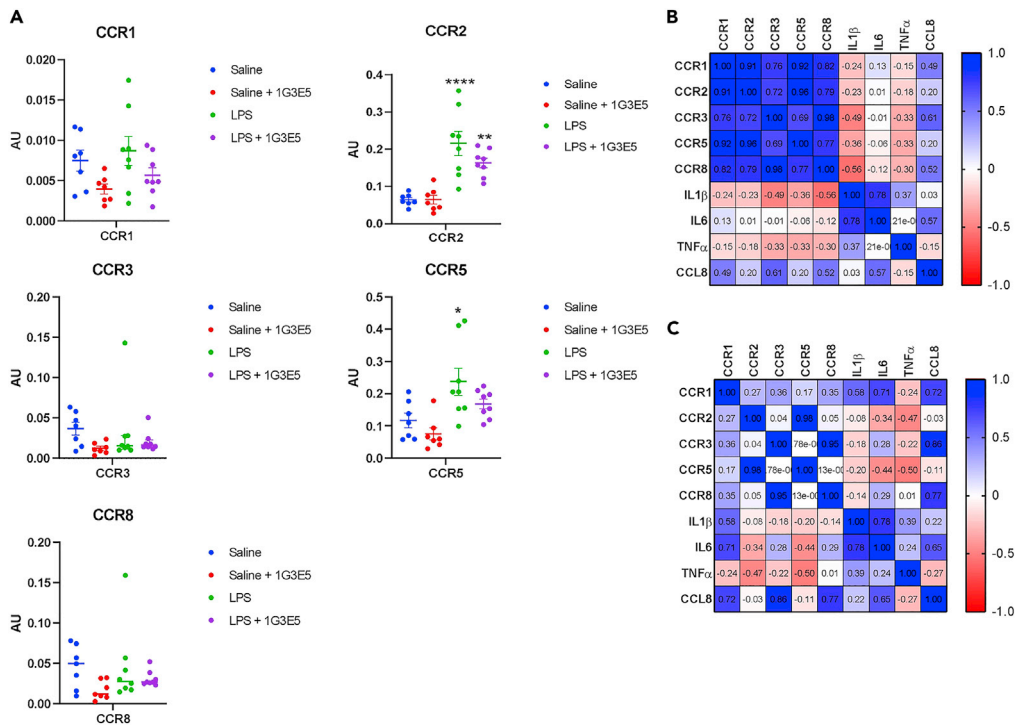 A
CCR1
0.020
0.015
0.010
0.005
0.000
AU
CCR1
Saline
Saline + 1G3E5
LPS
LPS + 1G3E5
CCR2
0.4
0.3
0.2
0.1
0.0
AU
****
**
CCR2
Saline
Saline + 1G3E5
LPS
LPS + 1G3E5
CCR3
0.20
0.15
0.10
0.05
0.00
AU
CCR3
Saline
Saline + 1G3E5
LPS
LPS + 1G3E5
CCR5
0.5
0.4
0.3
0.2
0.1
0.0
AU
*
CCR5
Saline
Saline + 1G3E5
LPS
LPS + 1G3E5
CCR8
0.20
0.15
0.10
0.05
0.00
AU
CCR8
Saline
Saline + 1G3E5
LPS
LPS + 1G3E5
B
CCR1 CCR2 CCR3 CCR5 CCR8 IL1β IL6 TNFα CCL8
CCR1 1.00 0.91 0.76 0.92 0.82 -0.24 0.13 -0.15 0.49
CCR2 0.91 1.00 0.72 0.96 0.79 -0.23 0.01 -0.18 0.20
CCR3 0.76 0.72 1.00 0.69 0.98 -0.49 -0.01 -0.33 0.61
CCR5 0.92 0.96 0.69 1.00 0.77 -0.36 -0.06 -0.33 0.20
CCR8 0.82 0.79 0.98 0.77 1.00 -0.56 -0.12 -0.30 0.52
IL1β -0.24 -0.23 -0.49 -0.36 -0.56 1.00 0.78 0.37 0.03
IL6 0.13 0.01 -0.01 -0.06 -0.12 0.78 1.00 21e-0 0.57
TNFα -0.15 -0.18 -0.33 -0.33 -0.30 0.37 21e-0 1.00 -0.15
CCL8 0.49 0.20 0.61 0.20 0.52 0.03 0.57 -0.15 1.00
1.0
0.5
0
-0.5
-1.0
C
CCR1 CCR2 CCR3 CCR5 CCR8 IL1β IL6 TNFα CCL8
CCR1 1.00 0.27 0.36 0.17 0.35 0.58 0.71 -0.24 0.72
CCR2 0.27 1.00 0.04 0.98 0.05 -0.08 -0.34 -0.47 -0.03
CCR3 0.36 0.04 1.00 .78e-00 0.95 -0.18 0.28 -0.22 0.86
CCR5 0.17 0.98 .78e-00 1.00 13e-00 -0.20 -0.44 -0.50 -0.11
CCR8 0.35 0.05 0.95 13e-00 1.00 -0.14 0.29 0.01 0.77
IL1β 0.58 -0.08 -0.18 -0.20 -0.14 1.00 0.78 0.39 0.22
IL6 0.71 -0.34 0.28 -0.44 0.29 0.78 1.00 0.24 0.65
TNFα -0.24 -0.47 -0.22 -0.50 0.01 0.39 0.24 1.00 -0.27
CCL8 0.72 -0.03 0.86 -0.11 0.77 0.22 0.65 -0.27 1.00
1.0
0.5
0
-0.5
-1.0